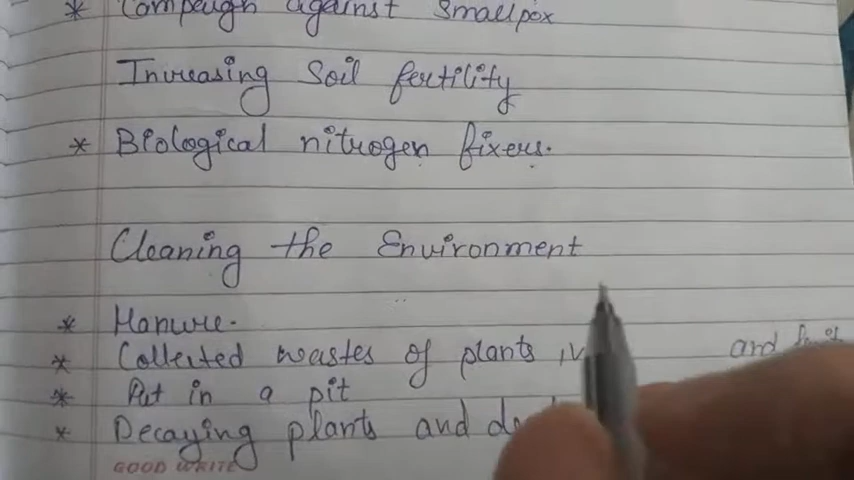 * Campaign against Smallpox
Increasing Soil fertility
* Biological nitrogen fixers.
Cleaning the Environment
* Manure.
* Collected wastes of plants, and
* Put in a pit
* Decaying plants and
GOOD WRITE